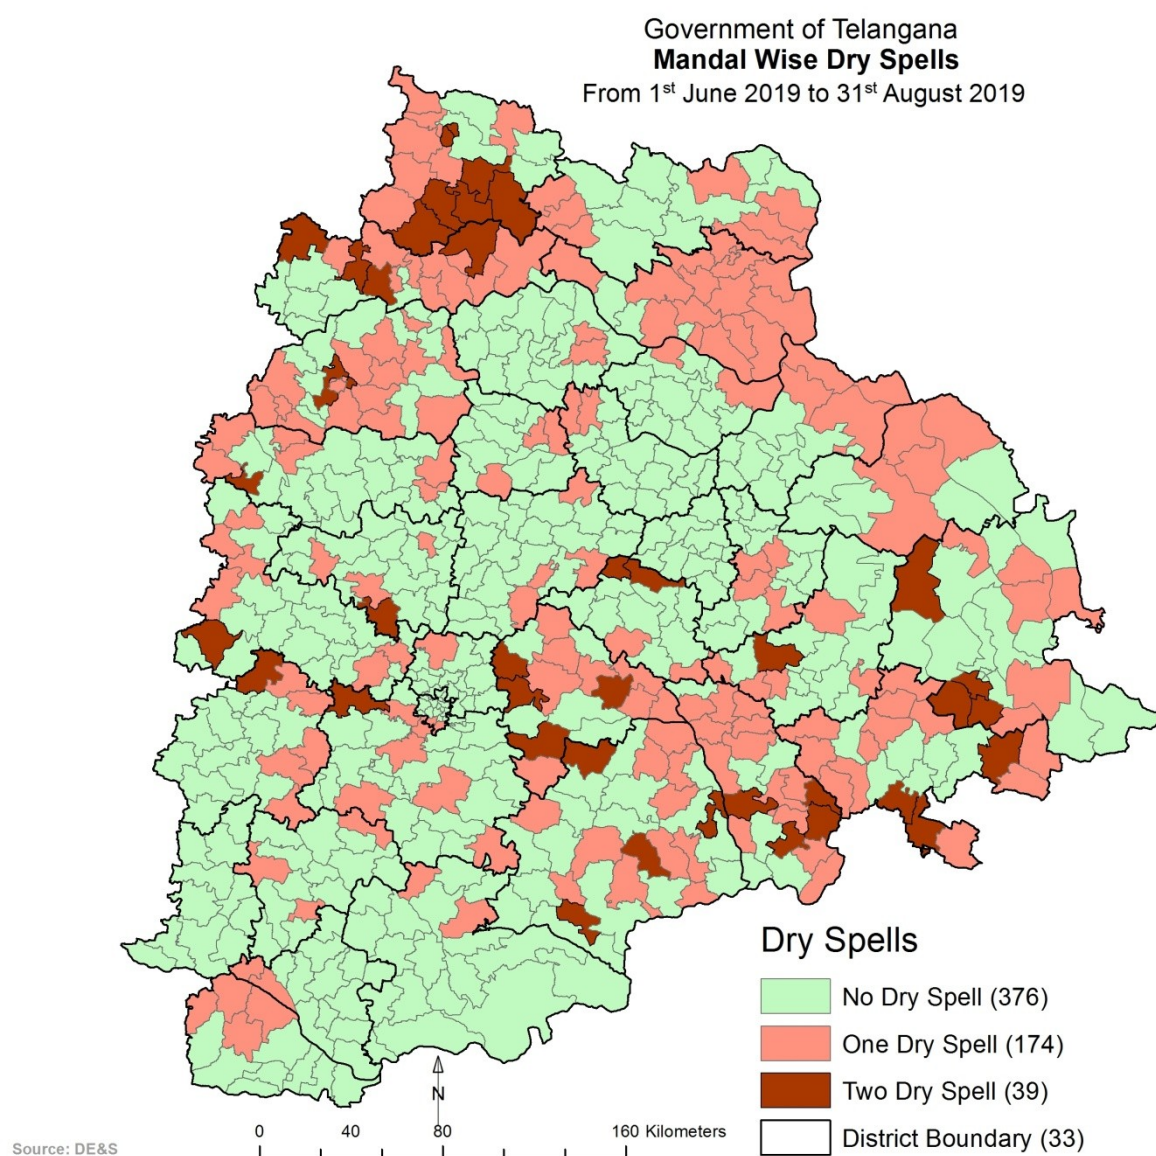 Government of Telangana
Mandal Wise Dry Spells
From 1st June 2019 to 31st August 2019
Dry Spells
No Dry Spell (376)
One Dry Spell (174)
Two Dry Spell (39)
District Boundary (33)
N
0 40 80 160 Kilometers
Source: DE&S